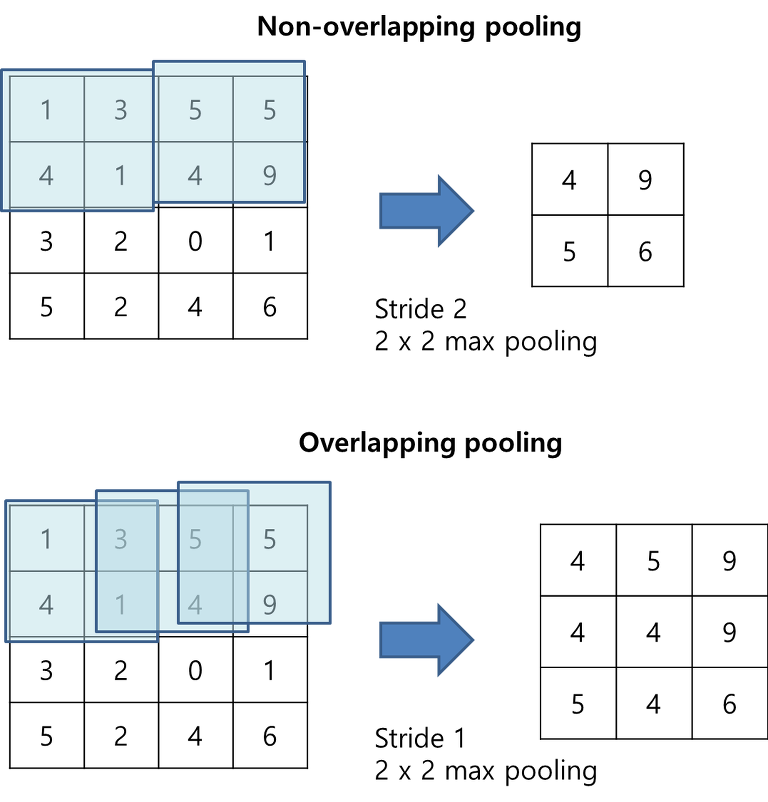 Non-overlapping pooling
1 3 5 5
4 1 4 9
3 2 0 1
5 2 4 6
4 9
5 6
Stride 2
2 x 2 max pooling
Overlapping pooling
1 3 5 5
4 1 4 9
3 2 0 1
5 2 4 6
4 5 9
4 4 9
5 4 6
Stride 1
2 x 2 max pooling